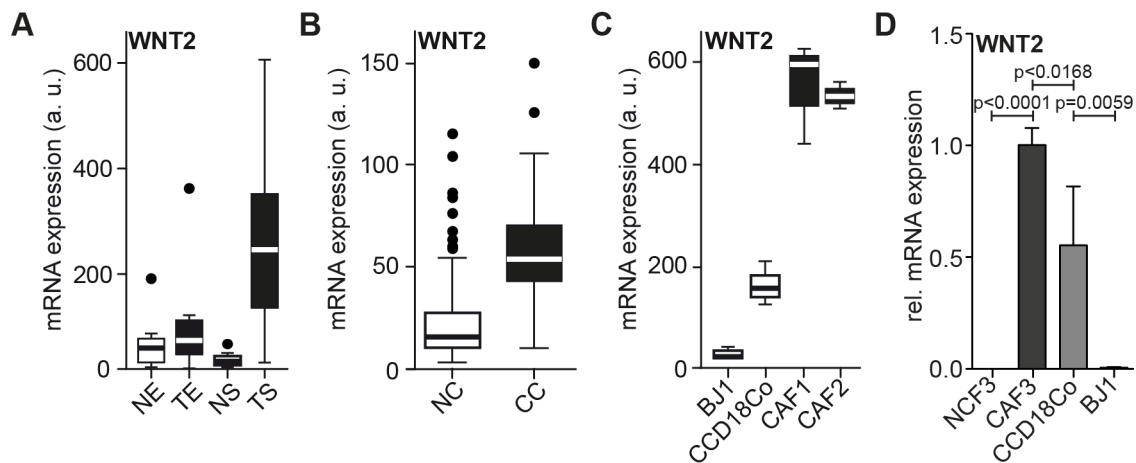 A
WNT2
mRNA expression (a. u.)
600
400
200
0
NE
TE
NS
TS
B
WNT2
mRNA expression (a. u.)
150
100
50
0
NC
CC
C
WNT2
mRNA expression (a. u.)
600
400
200
0
BJ1
CCD18Co
CAF1
CAF2
D
WNT2
rel. mRNA expression
1.5
1.0
0.5
0.0
p<0.0168
p<0.0001
p=0.0059
NCF3
CAF3
CCD18Co
BJ1